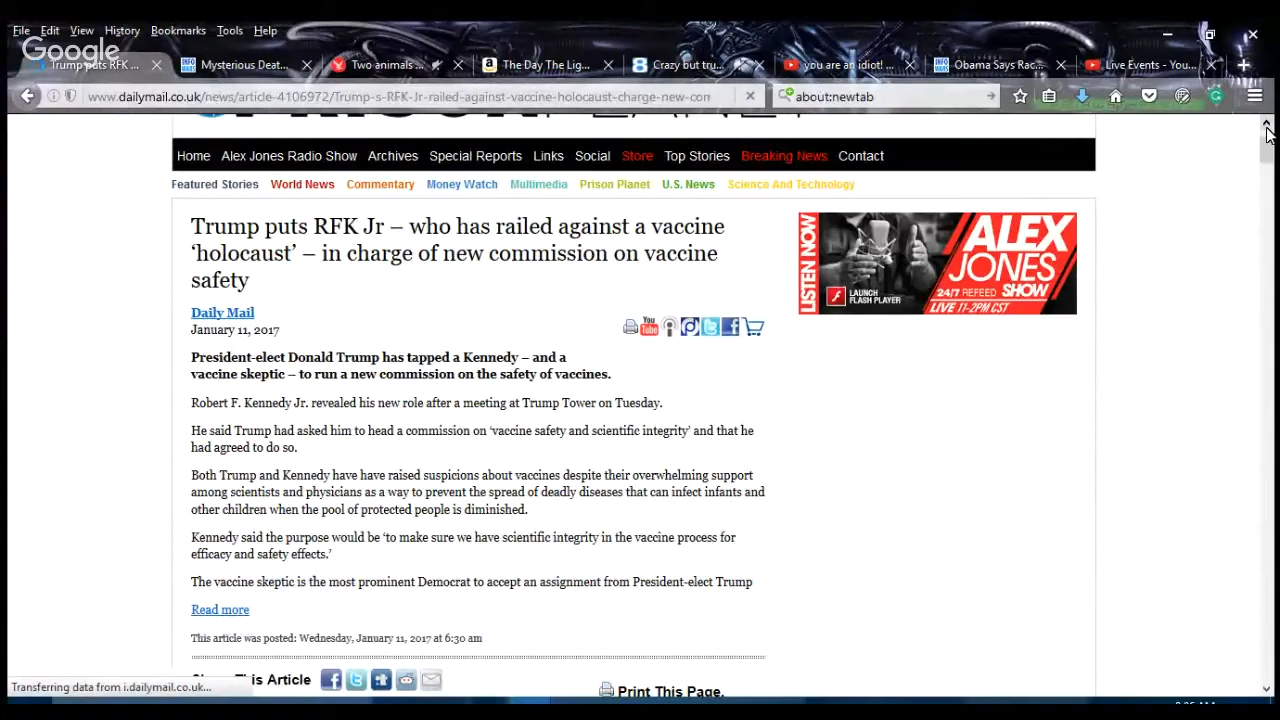 File Edit View History Bookmarks Tools Help
Google
Trump puts RFK ...
Mysterious Deat...
Two animals ...
The Day The Lig...
Crazy but tru...
you are an idiot! ...
Obama Says Rac...
Live Events - You...
www.dailymail.co.uk/news/article-4106972/Trump-s-RFK-Jr-railed-against-vaccine-holocaust-charge-new-com
about:newtab
Home Alex Jones Radio Show Archives Special Reports Links Social Store Top Stories Breaking News Contact
Featured Stories World News Commentary Money Watch Multimedia Prison Planet U.S. News Science And Technology
Trump puts RFK Jr – who has railed against a vaccine
‘holocaust’ – in charge of new commission on vaccine
safety
Daily Mail
January 11, 2017
You
Tube
President-elect Donald Trump has tapped a Kennedy – and a
vaccine skeptic – to run a new commission on the safety of vaccines.
Robert F. Kennedy Jr. revealed his new role after a meeting at Trump Tower on Tuesday.
He said Trump had asked him to head a commission on ‘vaccine safety and scientific integrity’ and that he
had agreed to do so.
Both Trump and Kennedy have have raised suspicions about vaccines despite their overwhelming support
among scientists and physicians as a way to prevent the spread of deadly diseases that can infect infants and
other children when the pool of protected people is diminished.
Kennedy said the purpose would be ‘to make sure we have scientific integrity in the vaccine process for
efficacy and safety effects.’
The vaccine skeptic is the most prominent Democrat to accept an assignment from President-elect Trump
Read more
This article was posted: Wednesday, January 11, 2017 at 6:30 am
This Article
Print This Page.
LISTEN NOW
ALEX
JONES
24/7 REFEED SHOW
LIVE 11-2PM CST
LAUNCH
FLASH PLAYER
Transferring data from i.dailymail.co.uk...